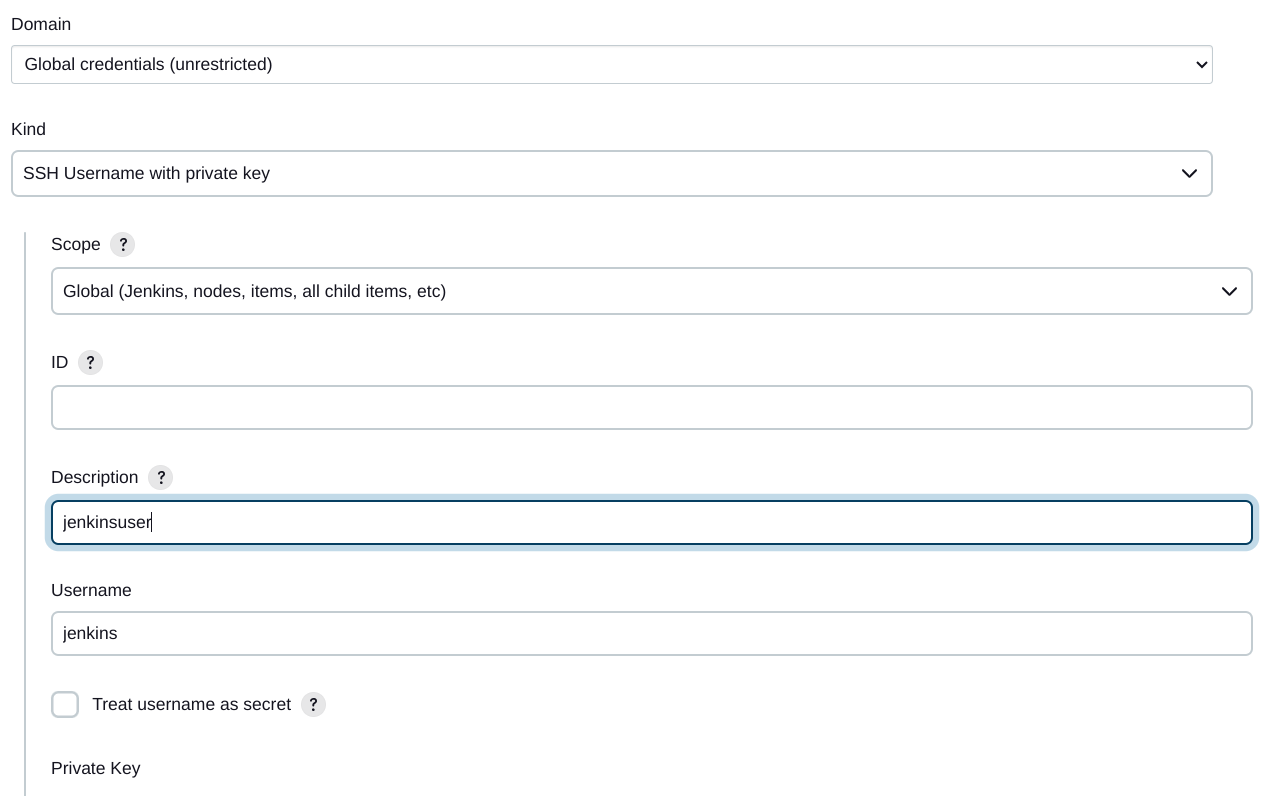 Domain
Global credentials (unrestricted)
Kind
SSH Username with private key
Scope ?
Global (Jenkins, nodes, items, all child items, etc)
ID ?
Description ?
jenkinsuser
Username
jenkins
Treat username as secret ?
Private Key